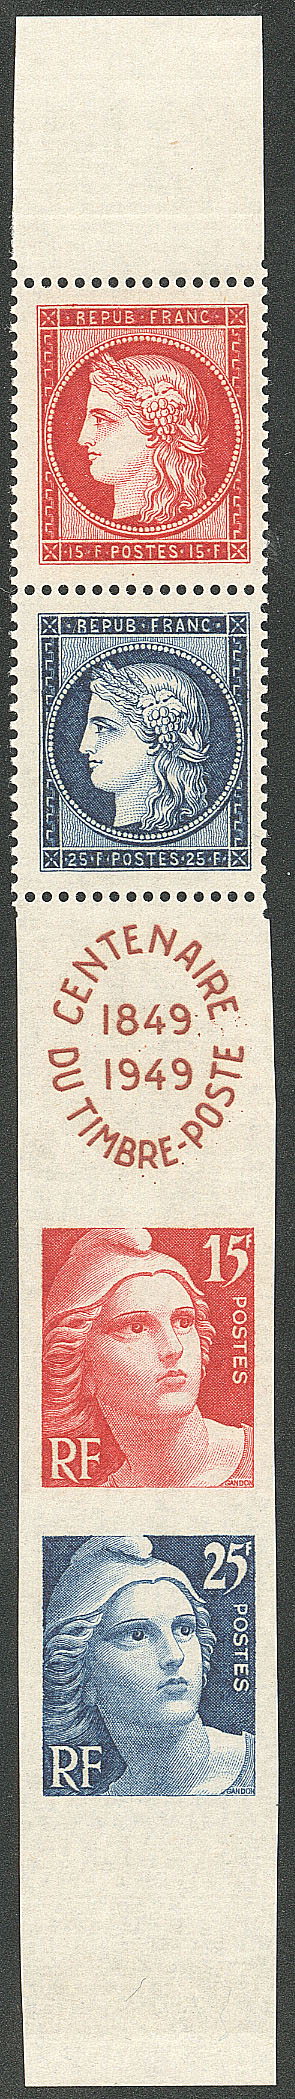 REPUB·FRANC·
15·F·POSTES·15·F
·REPUB·FRANC·
25·F·POSTES·25·F
CENTENAIRE
1849
1949
DU TIMBRE-POSTE
15F
POSTES
RF
GANDON
25F
POSTES
RF
GANDON